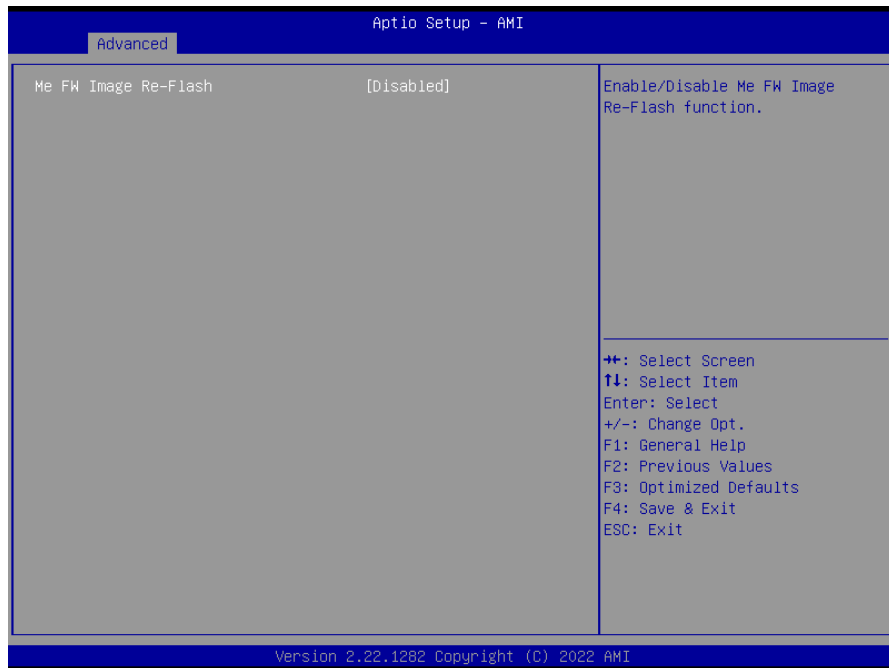 Aptio Setup – AMI
Advanced
Me FW Image Re–Flash [Disabled]
Enable/Disable Me FW Image
Re–Flash function.
→←: Select Screen
↑↓: Select Item
Enter: Select
+/–: Change Opt.
F1: General Help
F2: Previous Values
F3: Optimized Defaults
F4: Save & Exit
ESC: Exit
Version 2.22.1282 Copyright (C) 2022 AMI